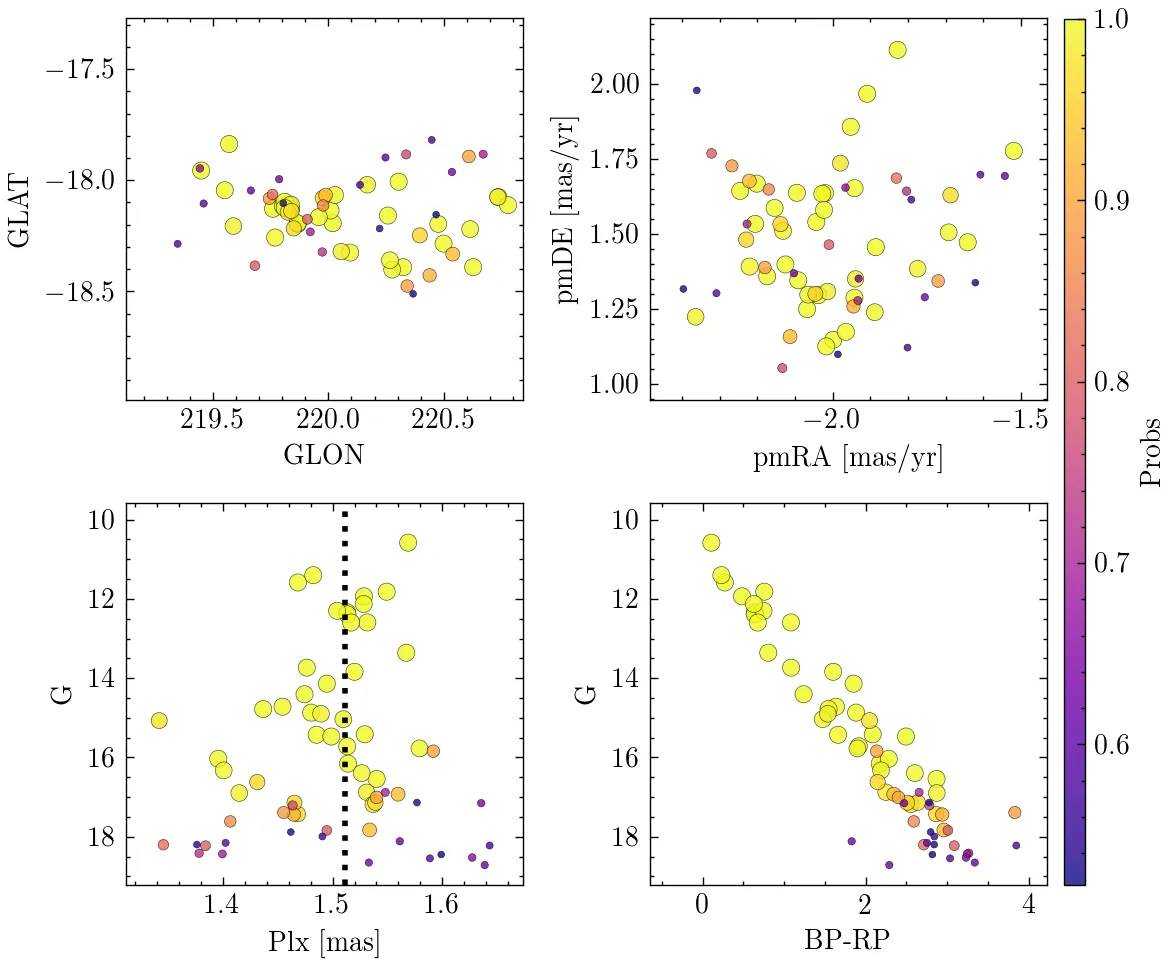 −17.5
−18.0
−18.5
GLAT
219.5 220.0 220.5
GLON
2.00
1.75
1.50
1.25
1.00
pmDE [mas/yr]
−2.0 −1.5
pmRA [mas/yr]
10
12
14
16
18
G
1.4 1.5 1.6
Plx [mas]
10
12
14
16
18
G
0 2 4
BP-RP
1.0
0.9
0.8
0.7
0.6
Probs